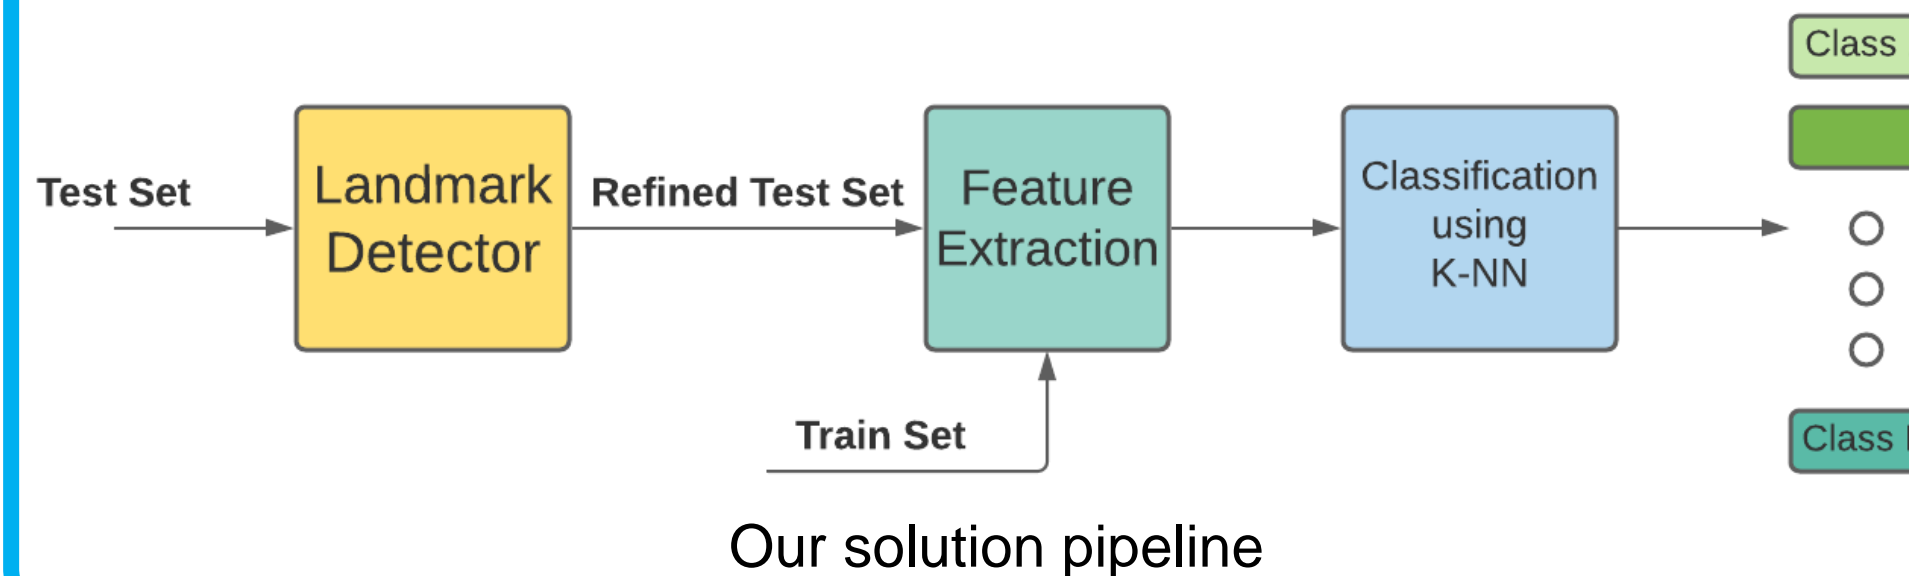 Test Set
Landmark
Detector
Refined Test Set
Feature
Extraction
Train Set
Classification
using
K-NN
Class
Class
Our solution pipeline